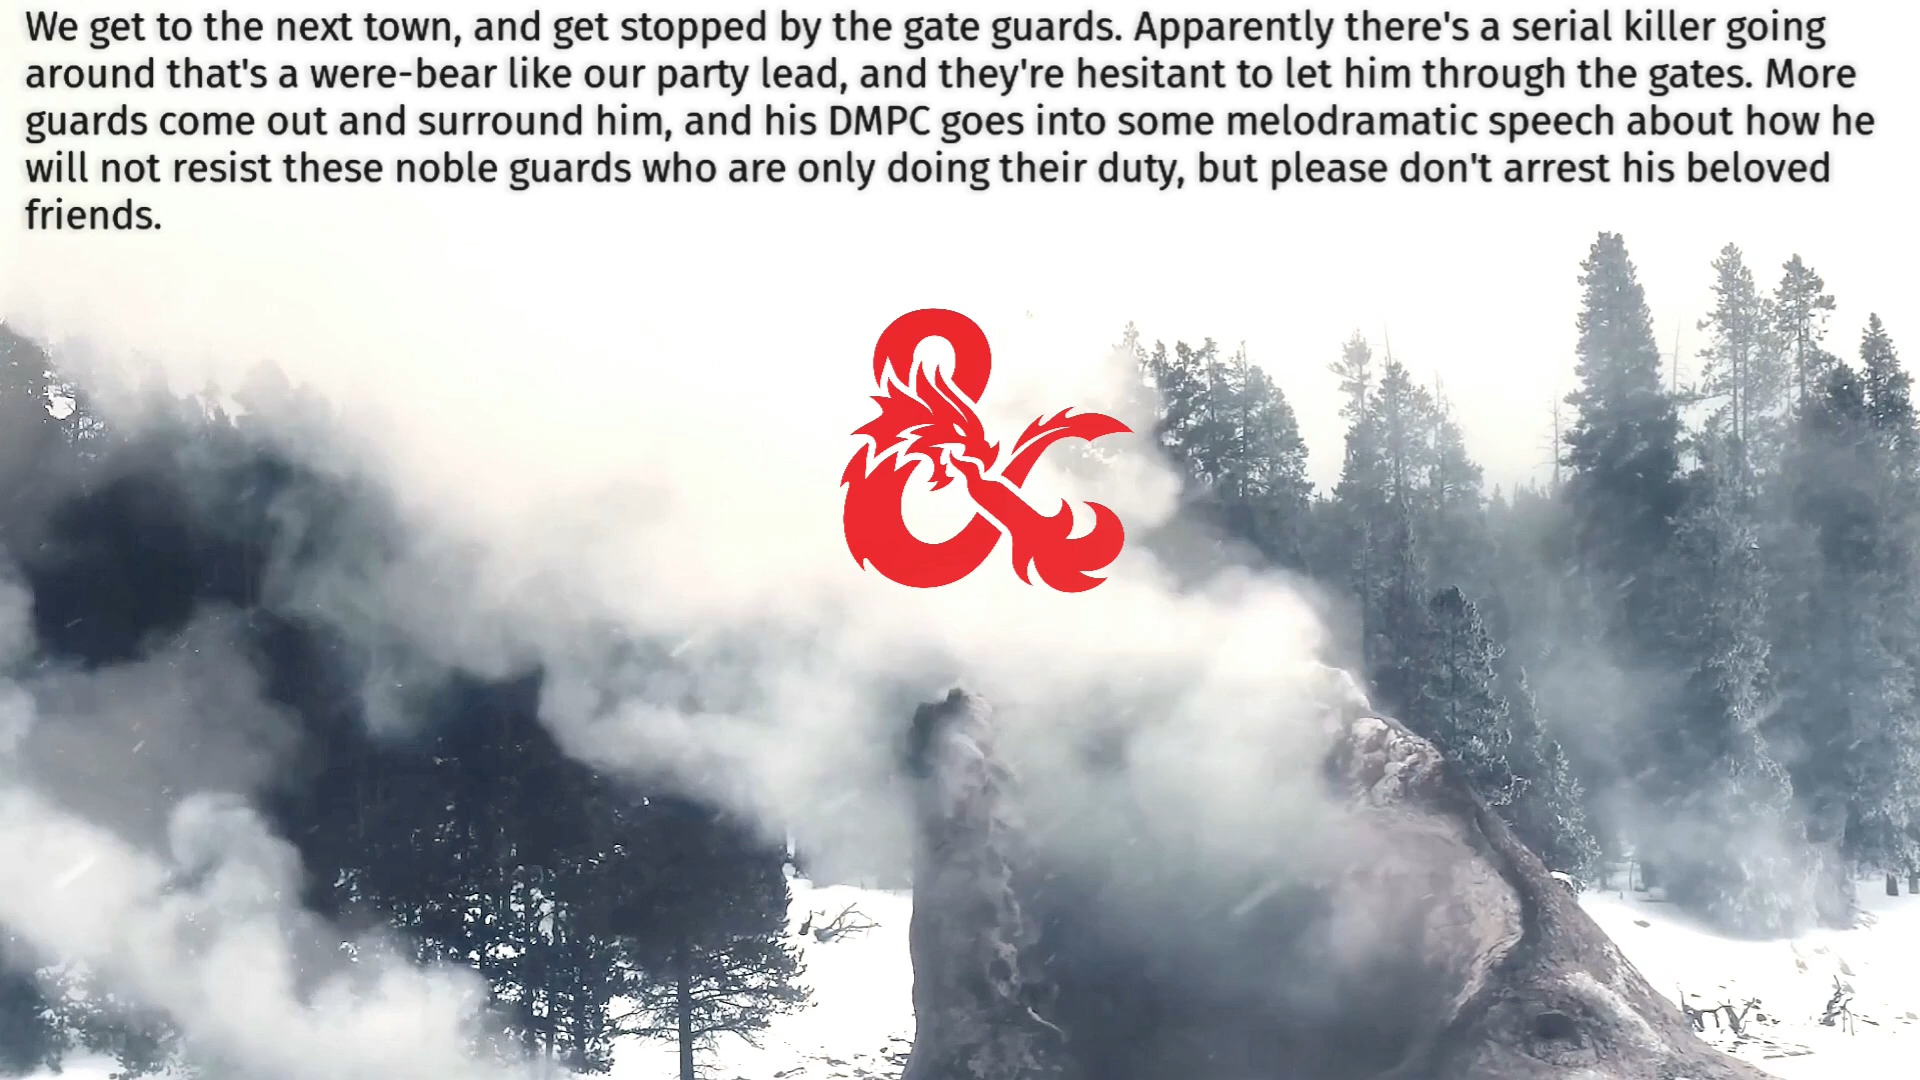 We get to the next town, and get stopped by the gate guards. Apparently there's a serial killer going
around that's a were-bear like our party lead, and they're hesitant to let him through the gates. More
guards come out and surround him, and his DMPC goes into some melodramatic speech about how he
will not resist these noble guards who are only doing their duty, but please don't arrest his beloved
friends.